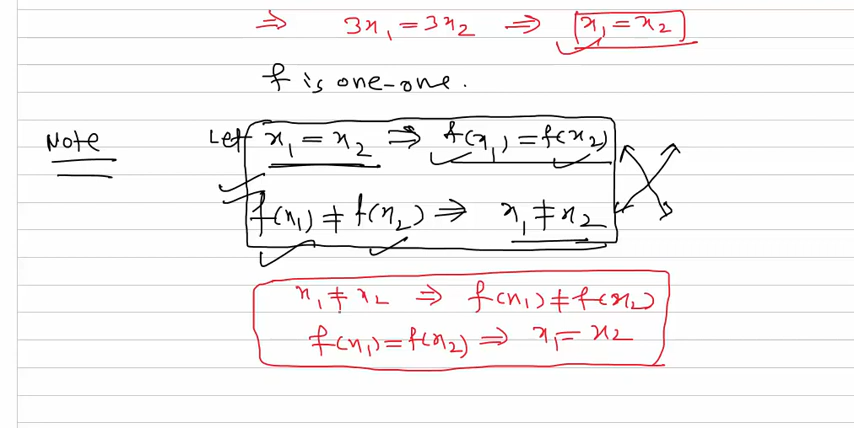 ⇒ 3x₁ = 3x₂ ⇒ x₁ = x₂
f is one-one.
Note Let x₁ = x₂ ⇒ f(x₁) = f(x₂)
f(x₁) ≠ f(x₂) ⇒ x₁ ≠ x₂
x₁ ≠ x₂ ⇒ f(x₁) ≠ f(x₂)
f(x₁) = f(x₂) ⇒ x₁ = x₂